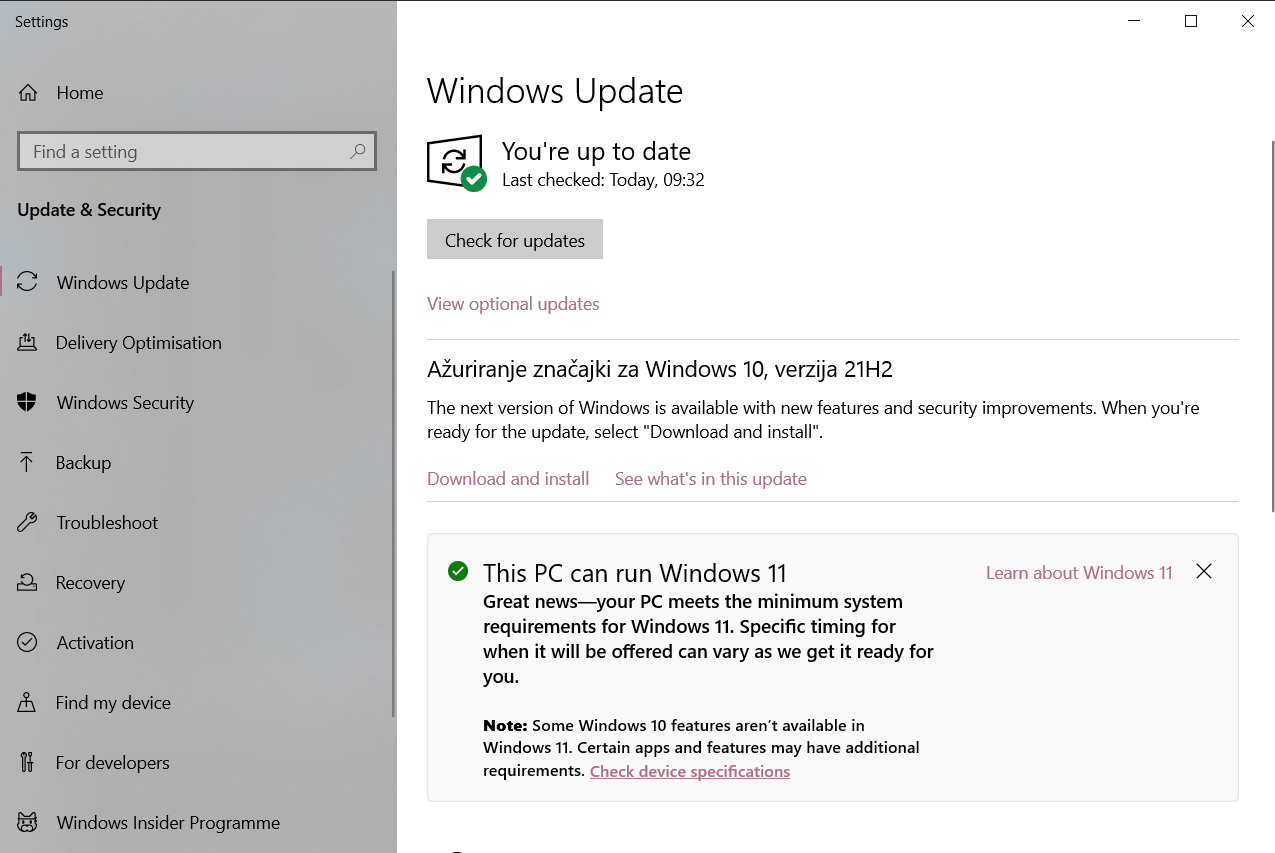 Settings
Home
Find a setting
Update & Security
Windows Update
Delivery Optimisation
Windows Security
Backup
Troubleshoot
Recovery
Activation
Find my device
For developers
Windows Insider Programme
Windows Update
You're up to date
Last checked: Today, 09:32
Check for updates
View optional updates
Ažuriranje značajki za Windows 10, verzija 21H2
The next version of Windows is available with new features and security improvements. When you're
ready for the update, select "Download and install".
Download and install See what's in this update
This PC can run Windows 11
Learn about Windows 11
Great news—your PC meets the minimum system
requirements for Windows 11. Specific timing for
when it will be offered can vary as we get it ready for
you.
Note: Some Windows 10 features aren’t available in
Windows 11. Certain apps and features may have additional
requirements. Check device specifications